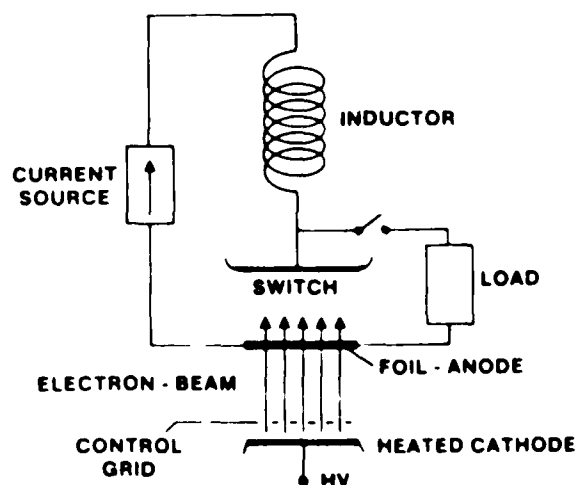 INDUCTOR
CURRENT
SOURCE
SWITCH
LOAD
FOIL - ANODE
ELECTRON - BEAM
CONTROL
GRID
HEATED CATHODE
HV